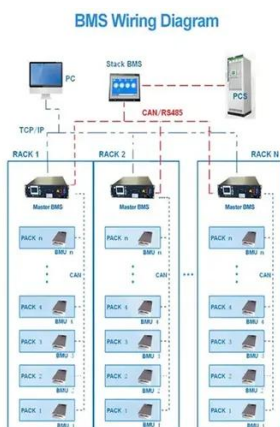 BMS Wiring Diagram
Stack BMS
PC
PCS
CAN/RS485
TCP/IP
RACK 1
RACK 2
RACK N
Master BMS
Master BMS
Master BMS
PACK n
BMU n
PACK n
BMU n
PACK n
BMU n
CAN
CAN
CAN
PACK 4
BMU 4
PACK 4
BMU 4
PACK 4
BMU 4
PACK 3
BMU 3
PACK 3
BMU 3
PACK 3
BMU 3
PACK 2
BMU 2
PACK 2
BMU 2
PACK 2
BMU 2
PACK 1
BMU 1
PACK 1
BMU 1
PACK 1
BMU 1